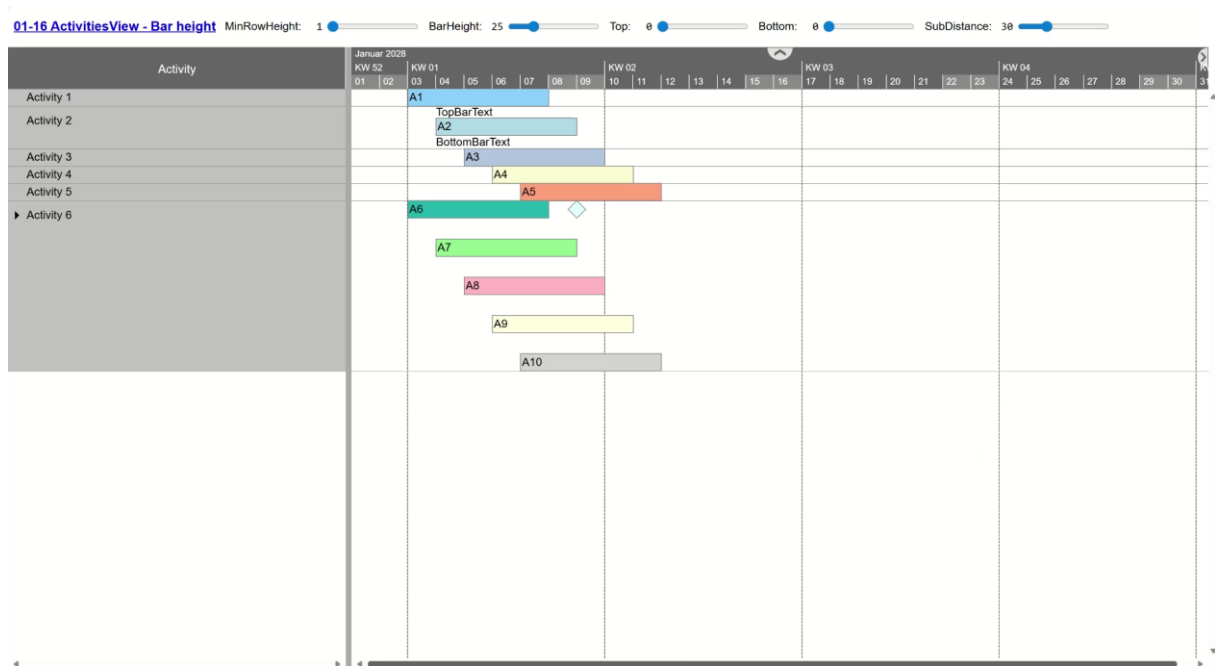 01-16 ActivitiesView - Bar height MinRowHeight: 1 BarHeight: 25 Top: 0 Bottom: 0 SubDistance: 30
Activity
Januar 2028
KW 52 KW 01 KW 02 KW 03 KW 04
01 02 03 04 05 06 07 08 09 10 11 12 13 14 15 16 17 18 19 20 21 22 23 24 25 26 27 28 29 30 31
Activity 1 A1
TopBarText
Activity 2 A2
BottomBarText
Activity 3 A3
Activity 4 A4
Activity 5 A5
Activity 6 A6
A7
A8
A9
A10